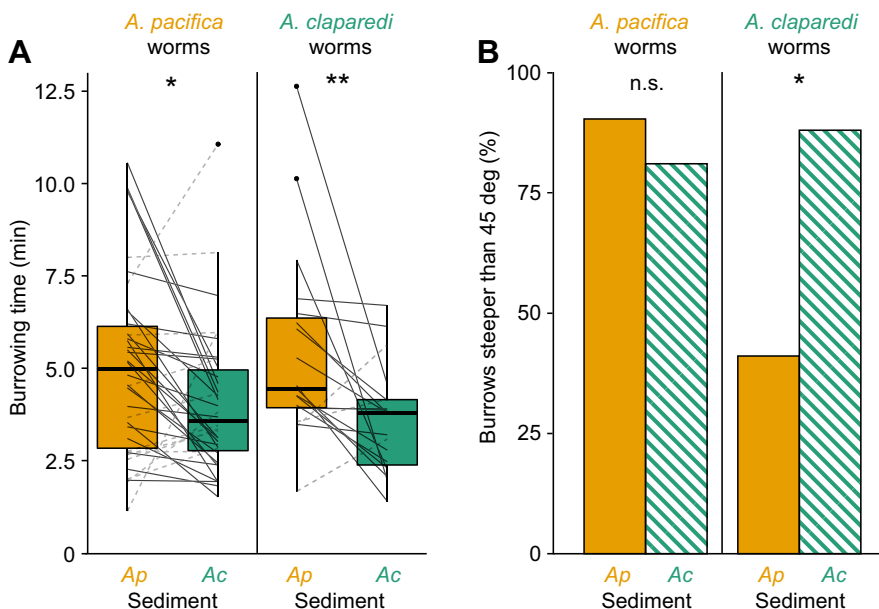 A
A. pacifica
worms
A. claparedi
worms
*
**
Burrowing time (min)
12.5
10.0
7.5
5.0
2.5
0
Ap
Ac
Ap
Ac
Sediment
Sediment
B
A. pacifica
worms
A. claparedi
worms
n.s.
*
Burrows steeper than 45 deg (%)
100
75
50
25
0
Ap
Ac
Ap
Ac
Sediment
Sediment